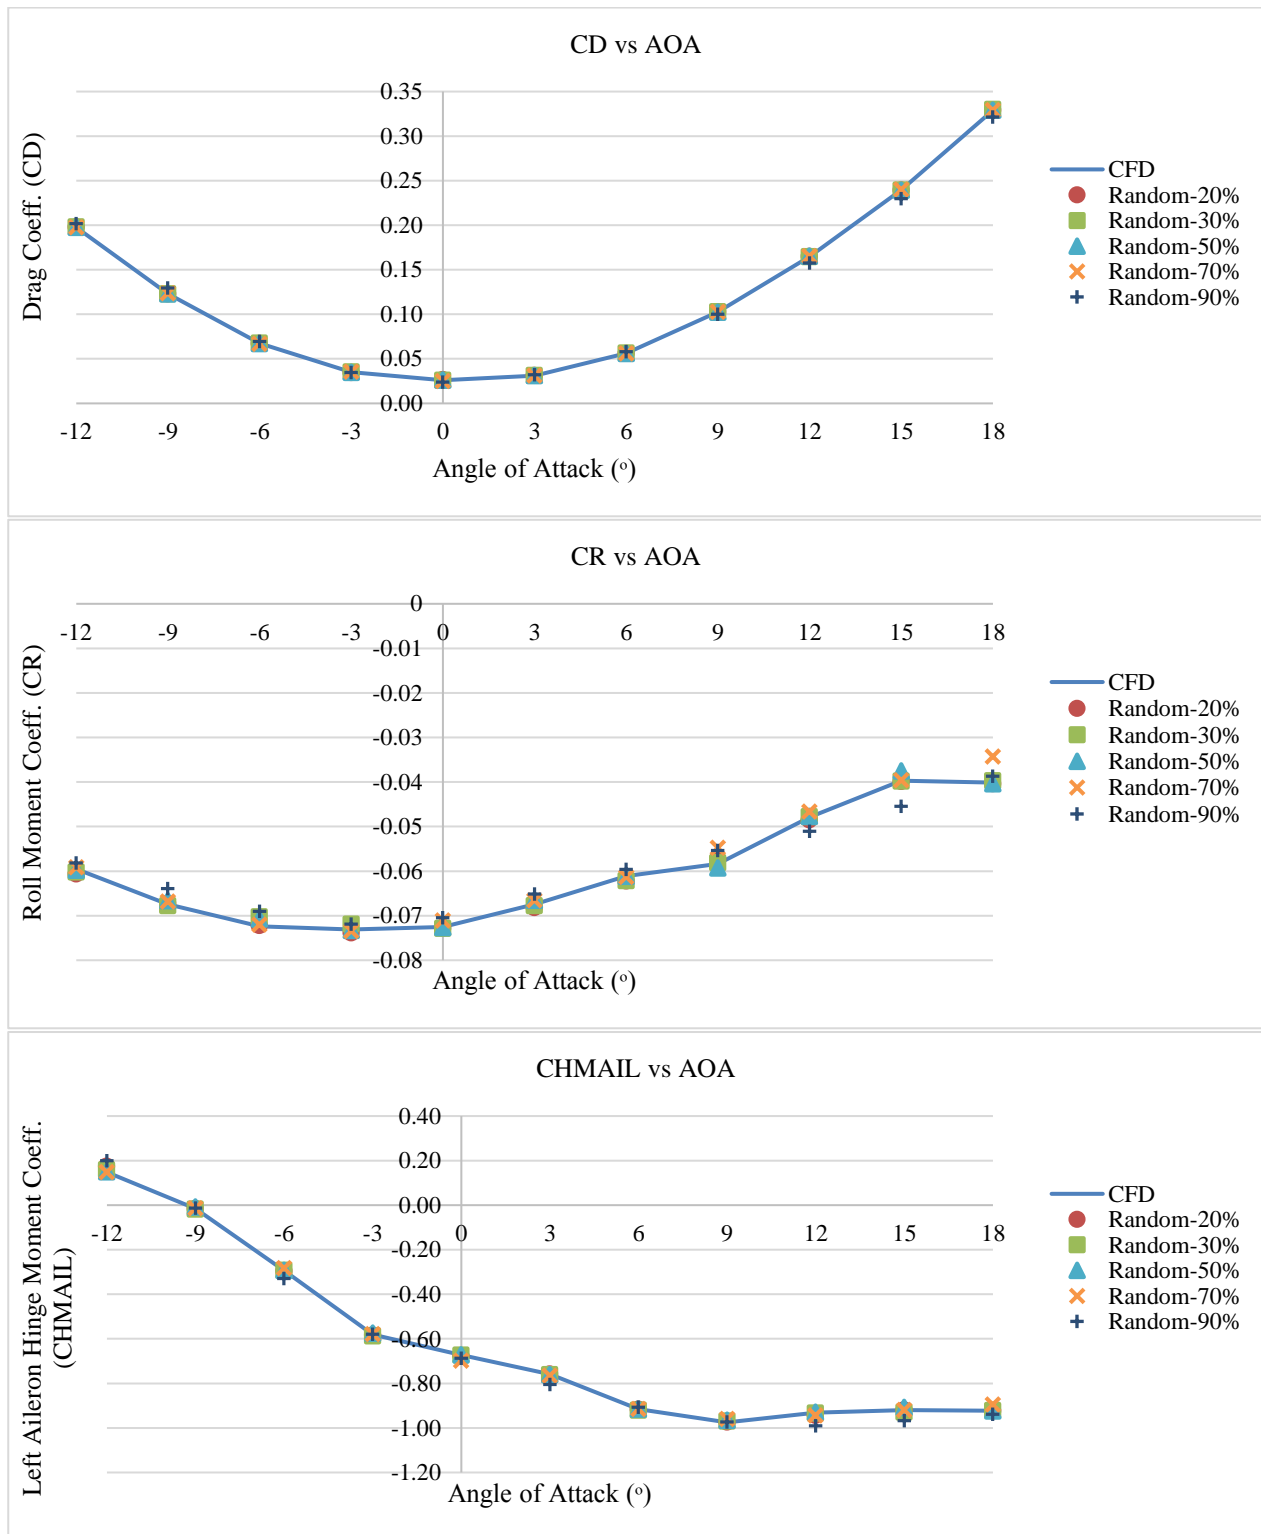 CD vs AOA
Drag Coeff. (CD)
0.35
0.30
0.25
0.20
0.15
0.10
0.05
0.00
-12 -9 -6 -3 0 3 6 9 12 15 18
Angle of Attack (º)
CFD
Random-20%
Random-30%
Random-50%
Random-70%
Random-90%
CR vs AOA
Roll Moment Coeff. (CR)
0
-12 -9 -6 -3 0 3 6 9 12 15 18
-0.01
-0.02
-0.03
-0.04
-0.05
-0.06
-0.07
-0.08
Angle of Attack (º)
CFD
Random-20%
Random-30%
Random-50%
Random-70%
Random-90%
CHMAIL vs AOA
Left Aileron Hinge Moment Coeff.
(CHMAIL)
0.40
0.20
0.00
-12 -9 -6 -3 0 3 6 9 12 15 18
-0.20
-0.40
-0.60
-0.80
-1.00
-1.20
Angle of Attack (º)
CFD
Random-20%
Random-30%
Random-50%
Random-70%
Random-90%